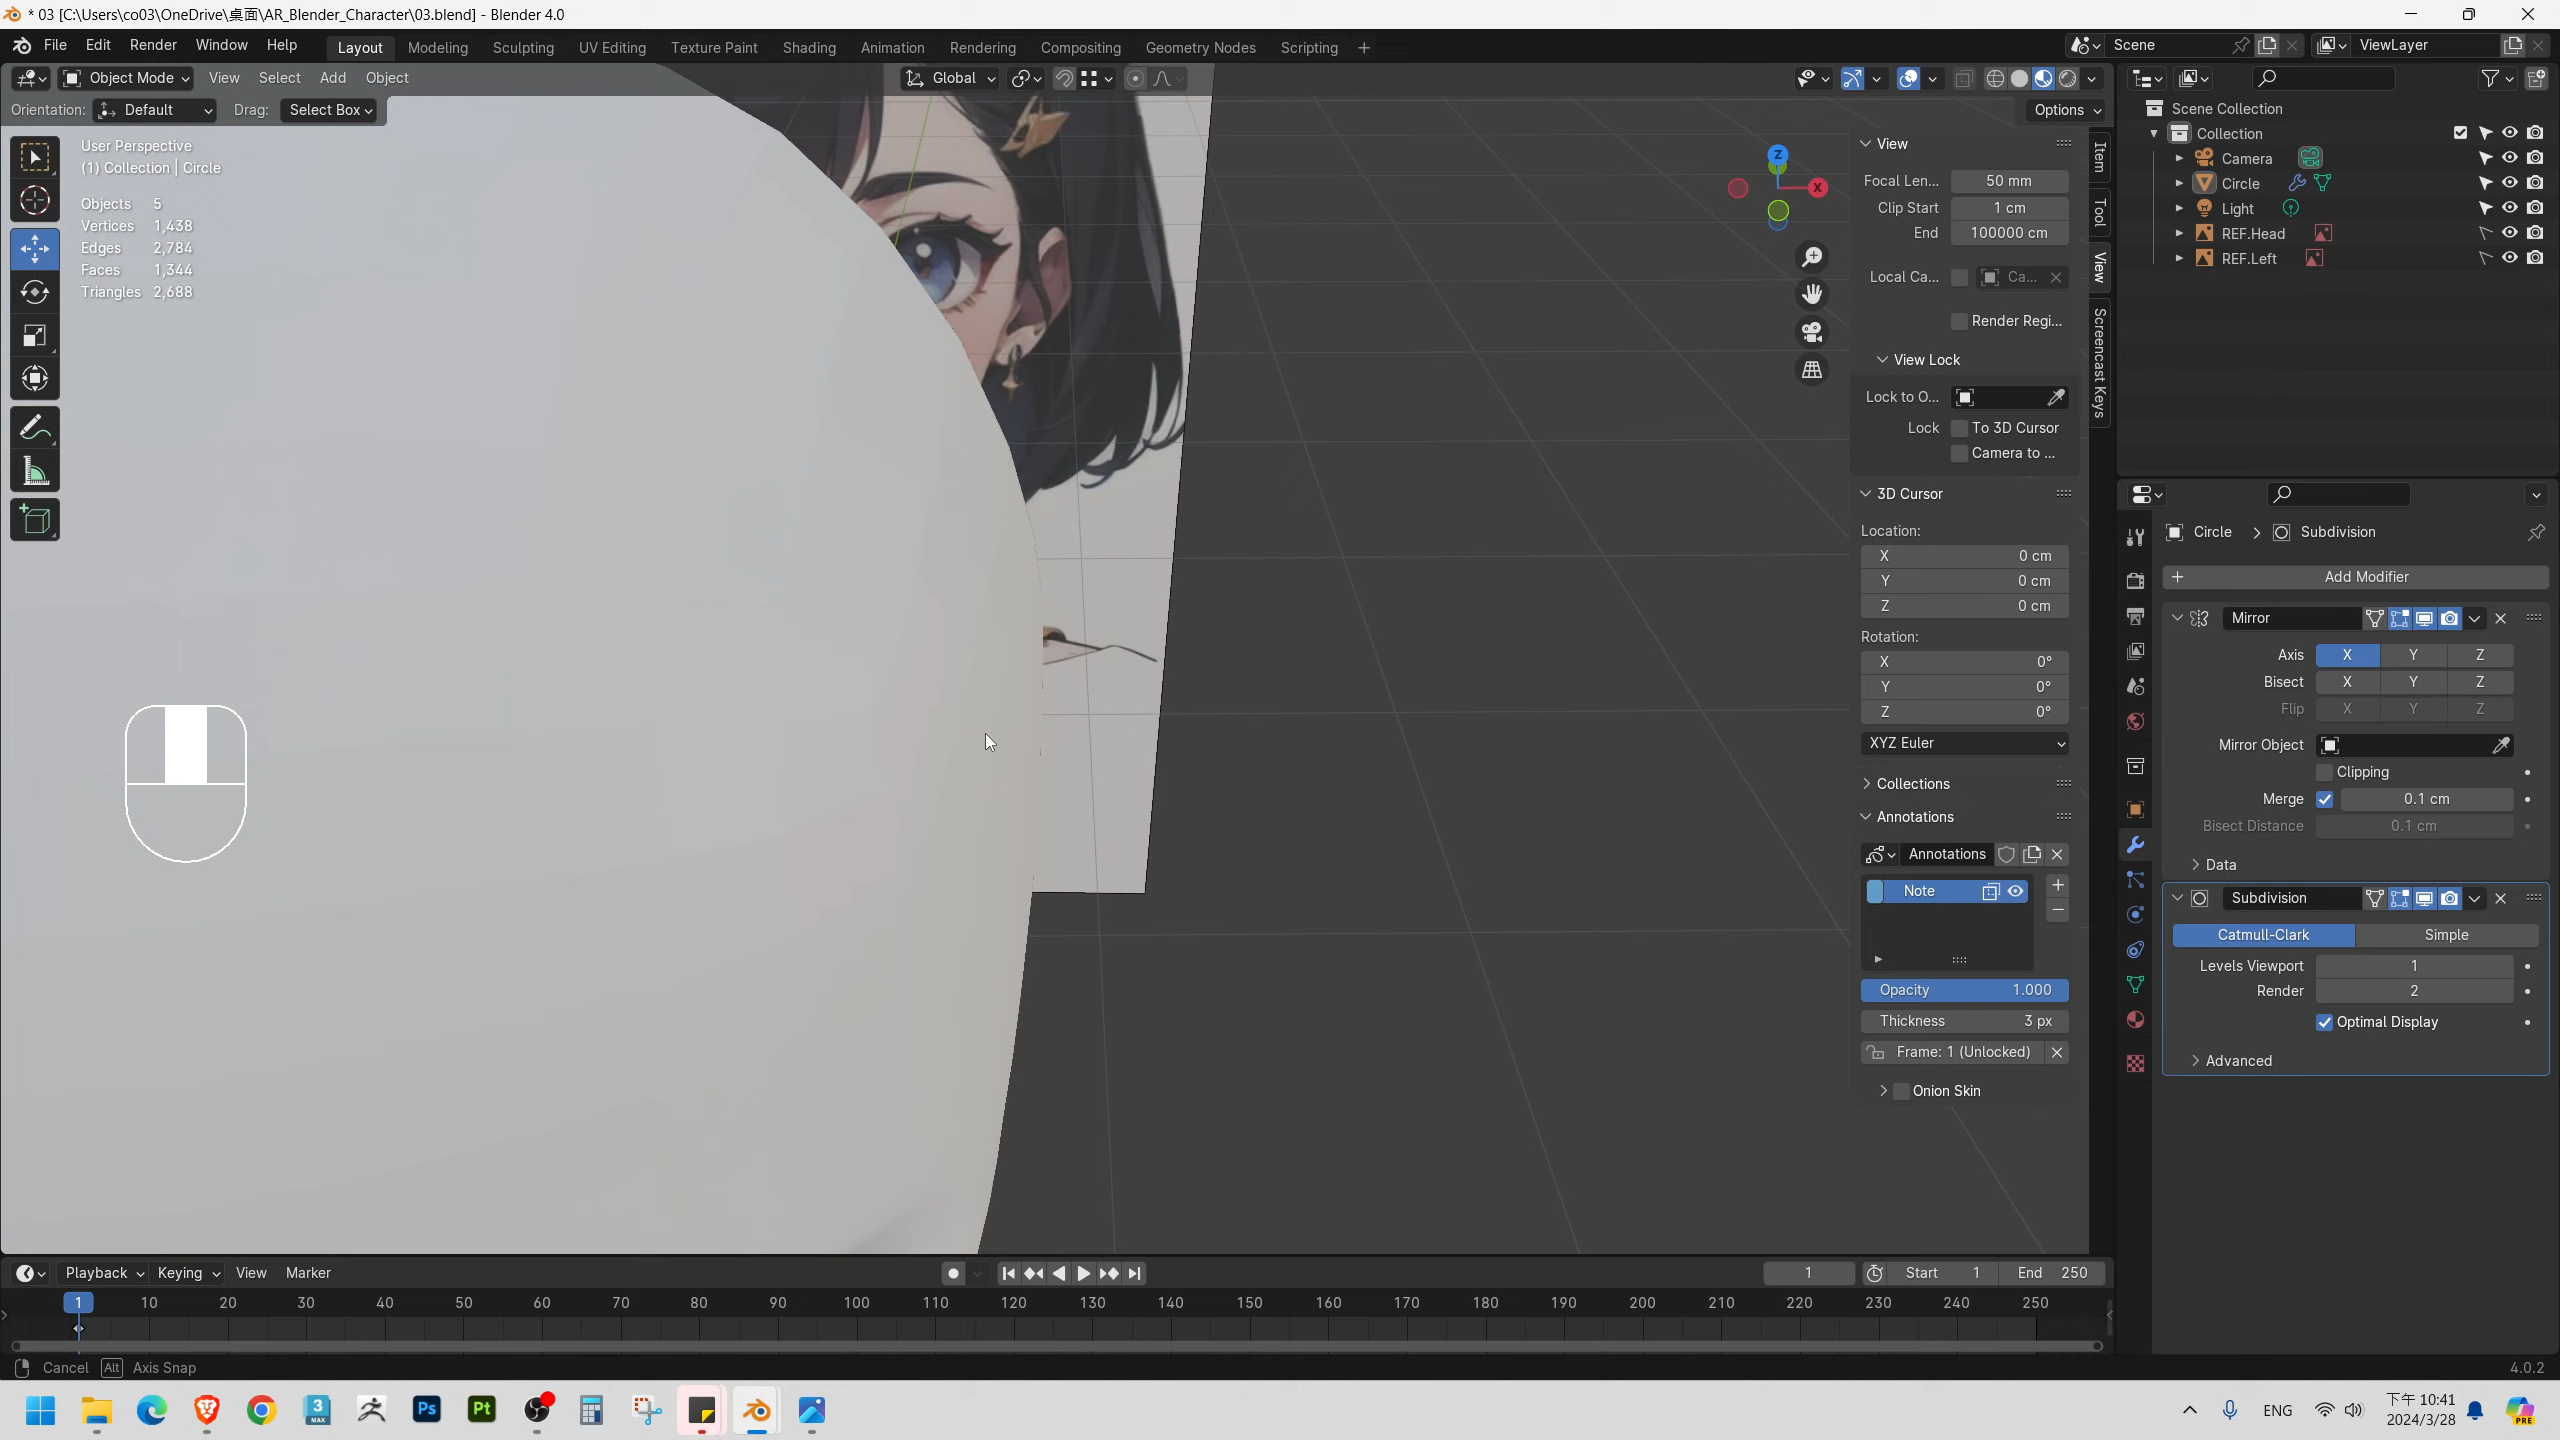 * 03 [C:\Users\co03\OneDrive\桌面\AR_Blender_Character\03.blend] - Blender 4.0
File Edit Render Window Help Layout Modeling Sculpting UV Editing Texture Paint Shading Animation Rendering Compositing Geometry Nodes Scripting Scene ViewLayer
Object Mode View Select Add Object Global
Orientation: Default Drag: Select Box Options
User Perspective
(1) Collection | Circle
Objects 5
Vertices 1,438
Edges 2,784
Faces 1,344
Triangles 2,688
Z
X
View
Focal Len... 50 mm
Clip Start 1 cm
End 100000 cm
Local Ca... Ca...
Render Regi...
View Lock
Lock to O...
Lock To 3D Cursor
Camera to ...
3D Cursor
Location:
X 0 cm
Y 0 cm
Z 0 cm
Rotation:
X 0°
Y 0°
Z 0°
XYZ Euler
Collections
Annotations
Annotations
Note
Opacity 1.000
Thickness 3 px
Frame: 1 (Unlocked)
Onion Skin
Item
Tool
View
Screencast Keys
Scene Collection
Collection
Camera
Circle
Light
REF.Head
REF.Left
Circle > Subdivision
Add Modifier
Mirror
Axis X Y Z
Bisect X Y Z
Flip X Y Z
Mirror Object
Clipping
Merge 0.1 cm
Bisect Distance 0.1 cm
Data
Subdivision
Catmull-Clark Simple
Levels Viewport 1
Render 2
Optimal Display
Advanced
Playback Keying View Marker 1 Start 1 End 250
1 10 20 30 40 50 60 70 80 90 100 110 120 130 140 150 160 170 180 190 200 210 220 230 240 250
Cancel Alt Axis Snap 4.0.2
3 MAX Ps Pt ENG 下午 10:41
2024/3/28
PRE